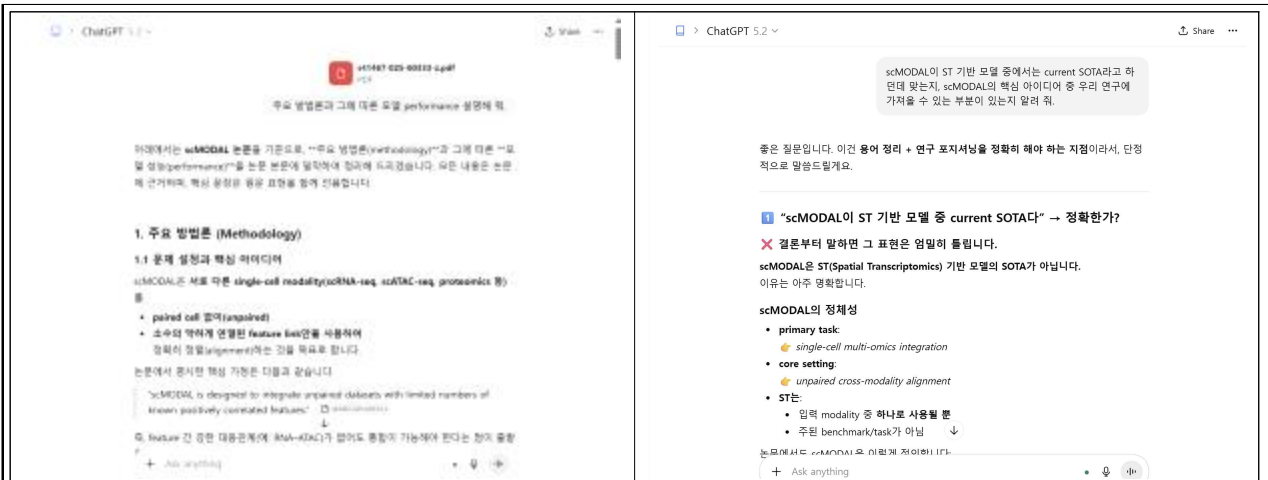 ChatGPT 5.2
Share
주요 방법론과 그에 따른 모델 performance 설명해 줘.
아래에서는 scMODAL 논문을 기준으로, **주요 방법론(methodology)**과 그에 따른 **모
델 성능(performance)**을 논문 본문에 밀착하여 정리해 드리겠습니다. 모든 내용은 논문
에 근거하며, 핵심 문장은 원문 표현을 함께 인용합니다.
1. 주요 방법론 (Methodology)
1.1 문제 설정과 핵심 아이디어
scMODAL은 서로 다른 single-cell modality(scRNA-seq, scATAC-seq, proteomics 등)
를
• paired cell 없이(unpaired)
• 소수의 약하게 연결된 feature link만을 사용하여
정확히 정렬(alignment)하는 것을 목표로 합니다.
논문에서 명시한 핵심 가정은 다음과 같습니다
"scMODAL is designed to integrate unpaired datasets with limited numbers of
known positively correlated features."
즉, feature 간 강한 대응관계(예: RNA–ATAC)가 없어도 통합이 가능해야 한다는 점이 출발
Ask anything
ChatGPT 5.2
Share
scMODAL이 ST 기반 모델 중에서는 current SOTA라고 하
던데 맞는지, scMODAL의 핵심 아이디어 중 우리 연구에
가져올 수 있는 부분이 있는지 알려 줘.
좋은 질문입니다. 이건 용어 정리 + 연구 포지셔닝을 정확히 해야 하는 지점이라서, 단정
적으로 말씀드릴게요.
1 "scMODAL이 ST 기반 모델 중 current SOTA다" → 정확한가?
❌ 결론부터 말하면 그 표현은 엄밀히 틀립니다.
scMODAL은 ST(Spatial Transcriptomics) 기반 모델의 SOTA가 아닙니다.
이유는 아주 명확합니다.
scMODAL의 정체성
• primary task:
👉 single-cell multi-omics integration
• core setting:
👉 unpaired cross-modality alignment
• ST는:
• 입력 modality 중 하나로 사용될 뿐
• 주된 benchmark/task가 아님
논문에서도 scMODAL을 이렇게 정의합니다:
Ask anything